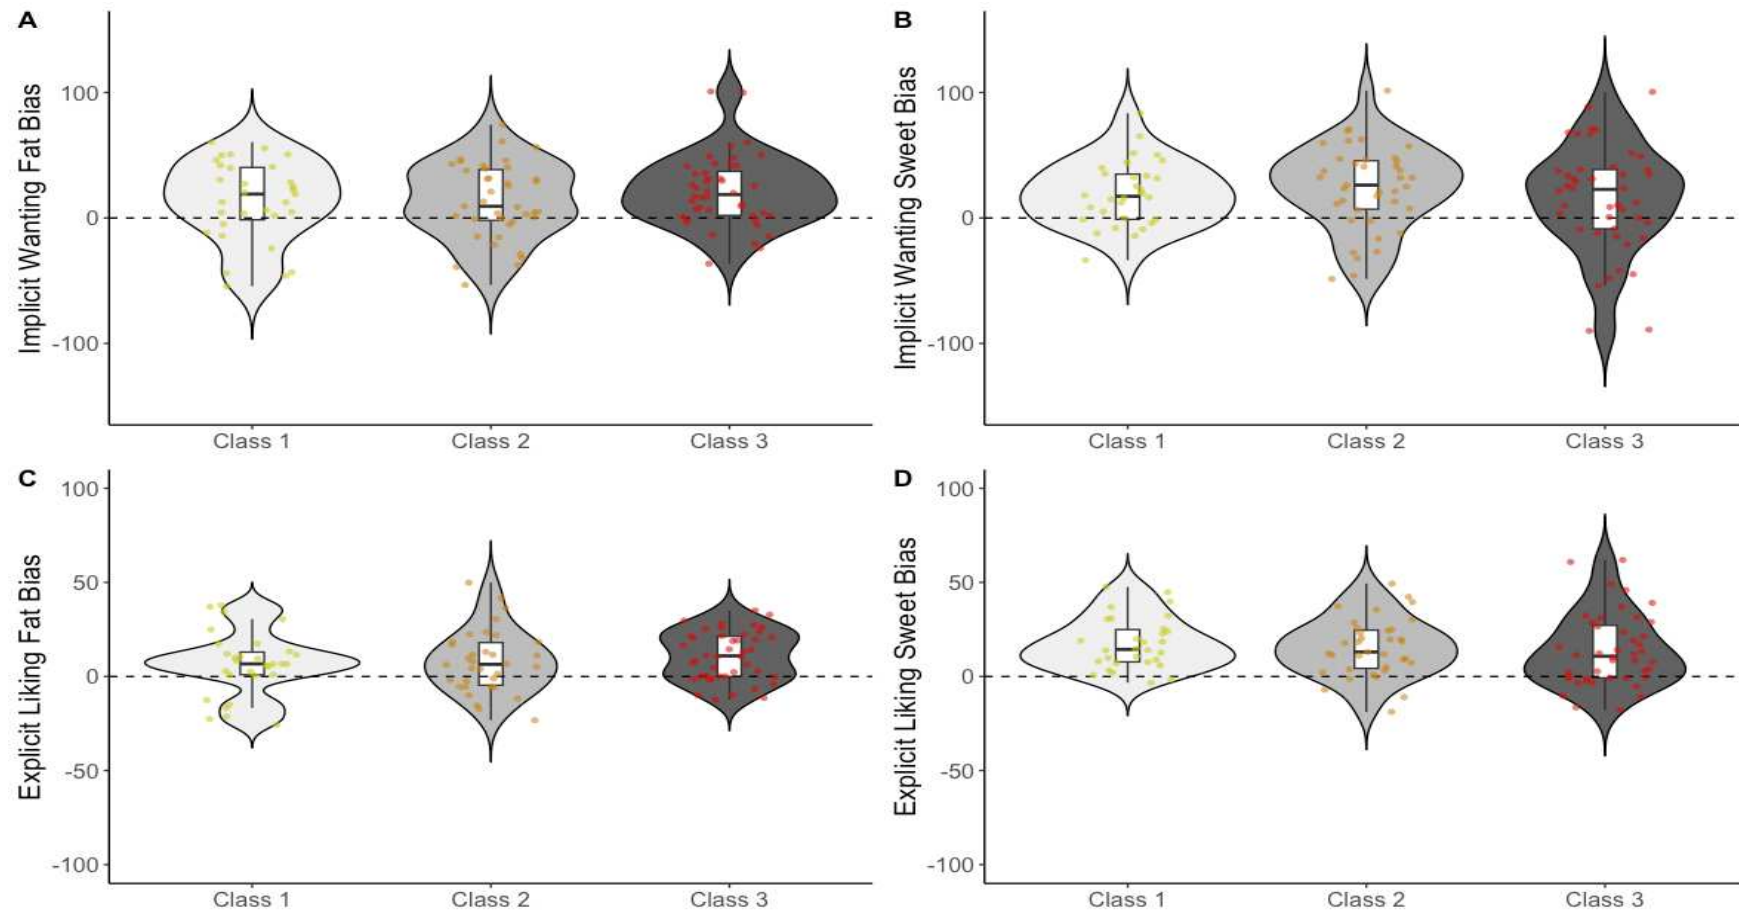 A
Implicit Wanting Fat Bias
100
0
-100
Class 1
Class 2
Class 3
B
Implicit Wanting Sweet Bias
100
0
-100
Class 1
Class 2
Class 3
C
Explicit Liking Fat Bias
100
50
0
-50
-100
Class 1
Class 2
Class 3
D
Explicit Liking Sweet Bias
100
50
0
-50
-100
Class 1
Class 2
Class 3